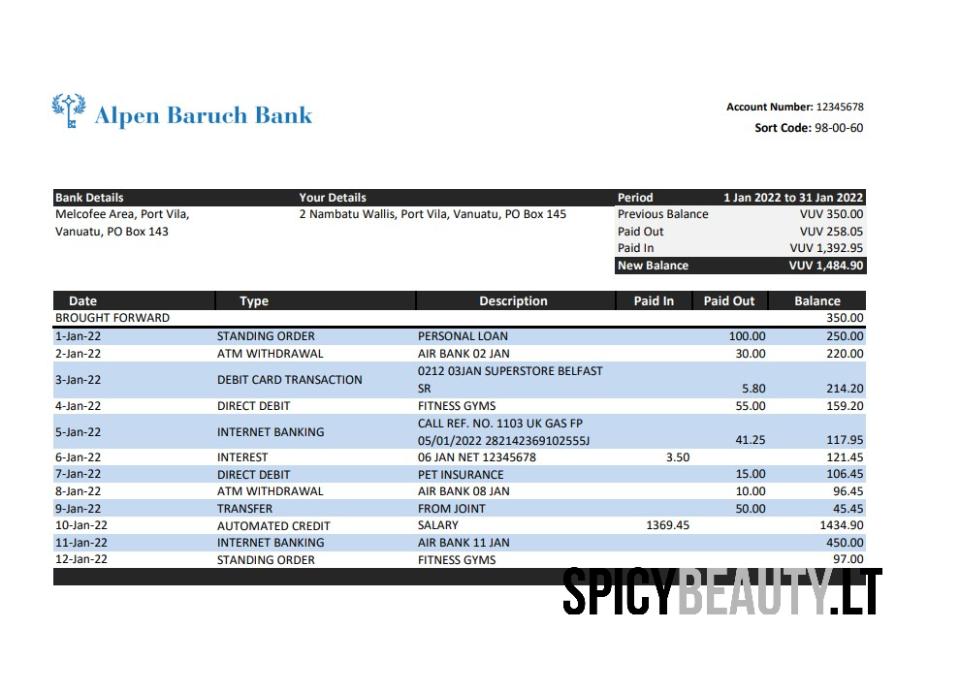 Alpen Baruch Bank
Account Number: 12345678
Sort Code: 98-00-60
Bank Details Your Details Period 1 Jan 2022 to 31 Jan 2022
Melcofee Area, Port Vila, 2 Nambatu Wallis, Port Vila, Vanuatu, PO Box 145 Previous Balance VUV 350.00
Vanuatu, PO Box 143 Paid Out VUV 258.05
Paid In VUV 1,392.95
New Balance VUV 1,484.90
Date Type Description Paid In Paid Out Balance
BROUGHT FORWARD 350.00
1-Jan-22 STANDING ORDER PERSONAL LOAN 100.00 250.00
2-Jan-22 ATM WITHDRAWAL AIR BANK 02 JAN 30.00 220.00
0212 03JAN SUPERSTORE BELFAST
3-Jan-22 DEBIT CARD TRANSACTION SR 5.80 214.20
4-Jan-22 DIRECT DEBIT FITNESS GYMS 55.00 159.20
CALL REF. NO. 1103 UK GAS FP
5-Jan-22 INTERNET BANKING 05/01/2022 282142369102555J 41.25 117.95
6-Jan-22 INTEREST 06 JAN NET 12345678 3.50 121.45
7-Jan-22 DIRECT DEBIT PET INSURANCE 15.00 106.45
8-Jan-22 ATM WITHDRAWAL AIR BANK 08 JAN 10.00 96.45
9-Jan-22 TRANSFER FROM JOINT 50.00 45.45
10-Jan-22 AUTOMATED CREDIT SALARY 1369.45 1434.90
11-Jan-22 INTERNET BANKING AIR BANK 11 JAN 450.00
12-Jan-22 STANDING ORDER FITNESS GYMS 97.00
SPICYBEAUTY.LT